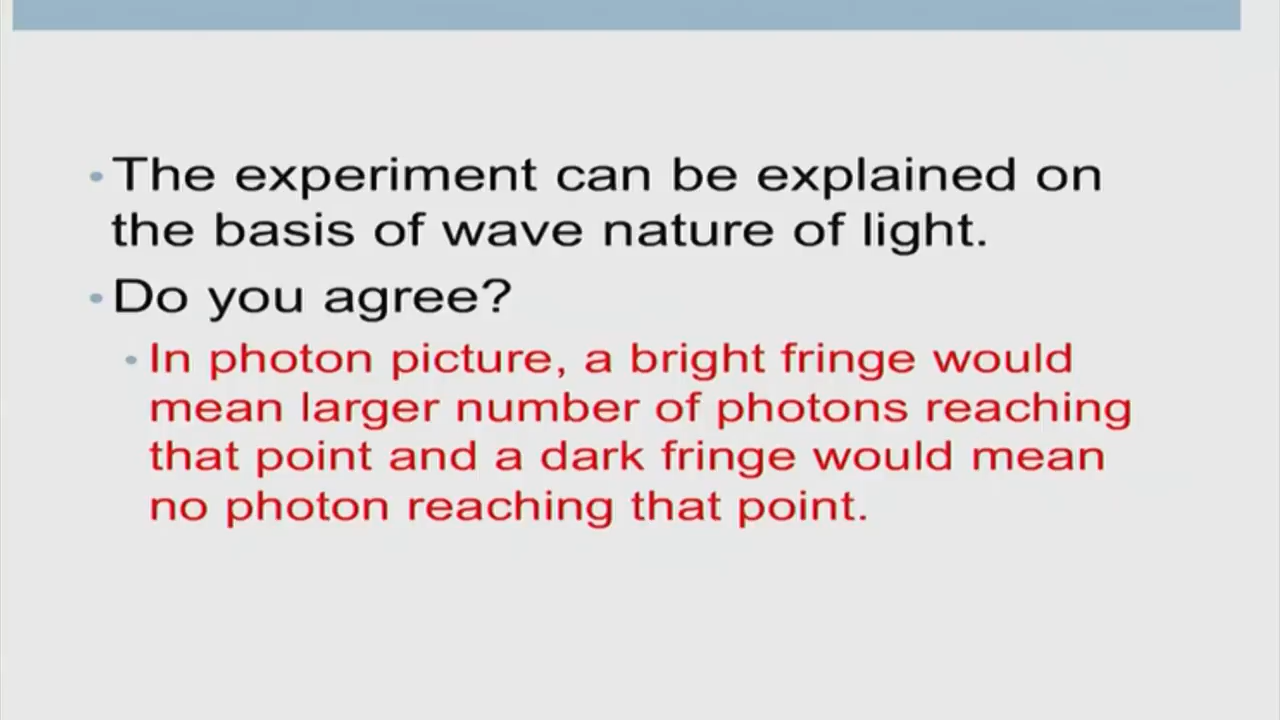 • The experiment can be explained on
the basis of wave nature of light.
• Do you agree?
• In photon picture, a bright fringe would
mean larger number of photons reaching
that point and a dark fringe would mean
no photon reaching that point.